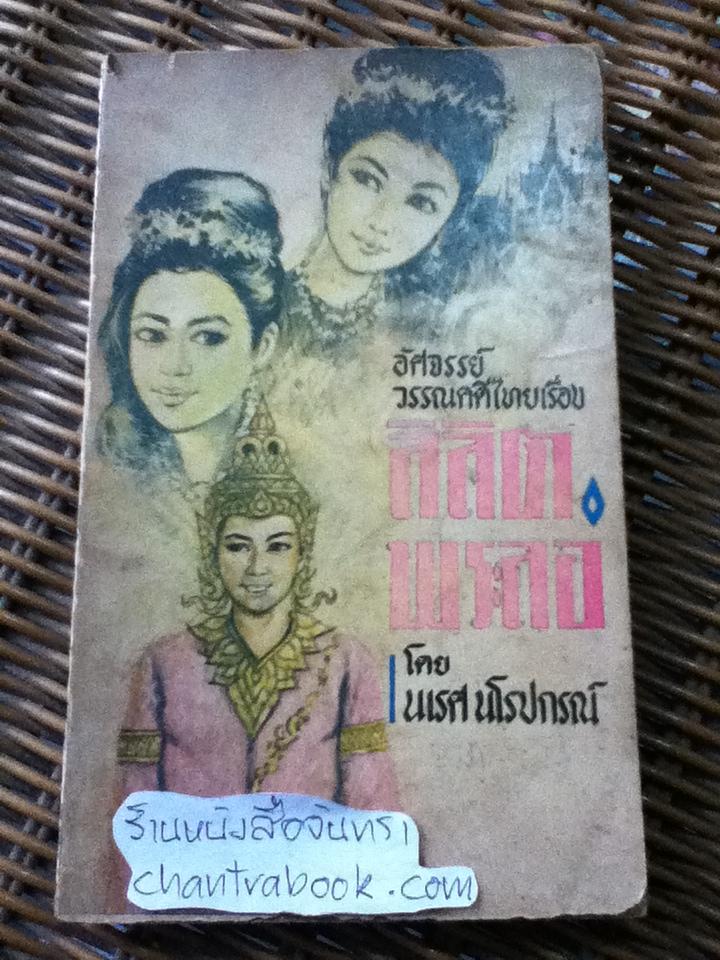 อัศจรรย์
วรรณคดีไทยเรื่อง
ลิลิต
พระลอ
โดย
นเรศ นโรปกรณ์
ร้านหนังสือจันทรา
chantrabook.com